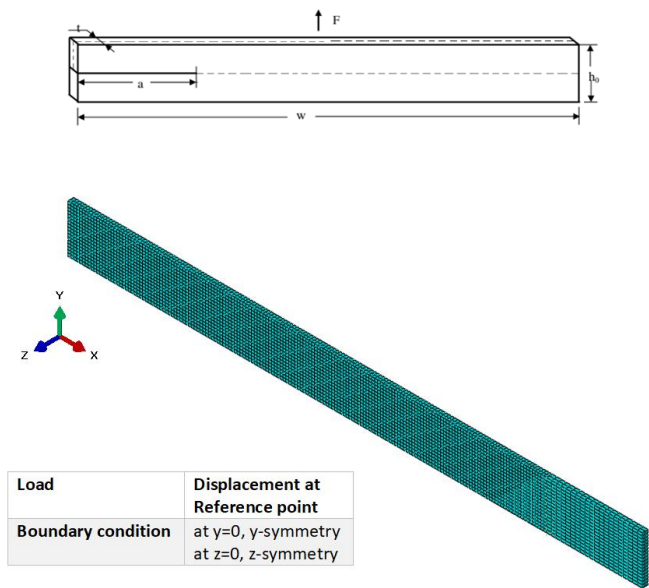 t
F
a
h₀
w
Y
Z
X
Load
Displacement at
Reference point
Boundary condition
at y=0, y-symmetry
at z=0, z-symmetry